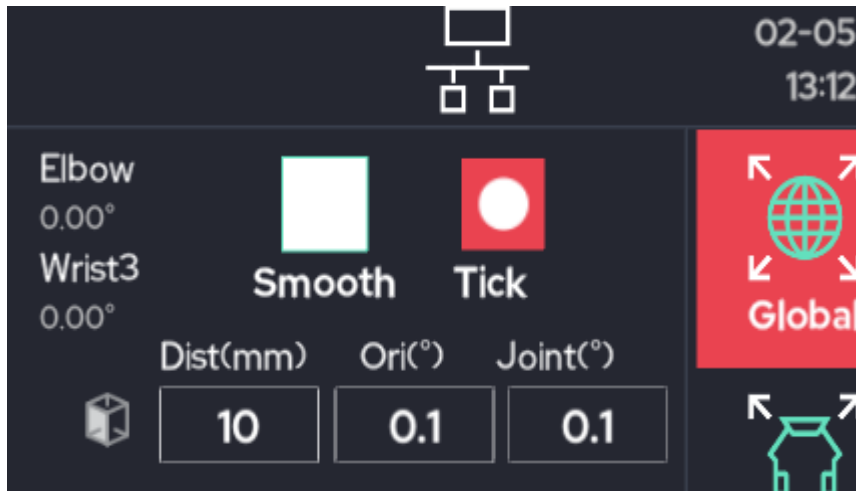 02-05
13:12
Elbow
0.00°
Wrist3
0.00°
Smooth Tick
Global
Dist(mm) Ori(°) Joint(°)
10 0.1 0.1